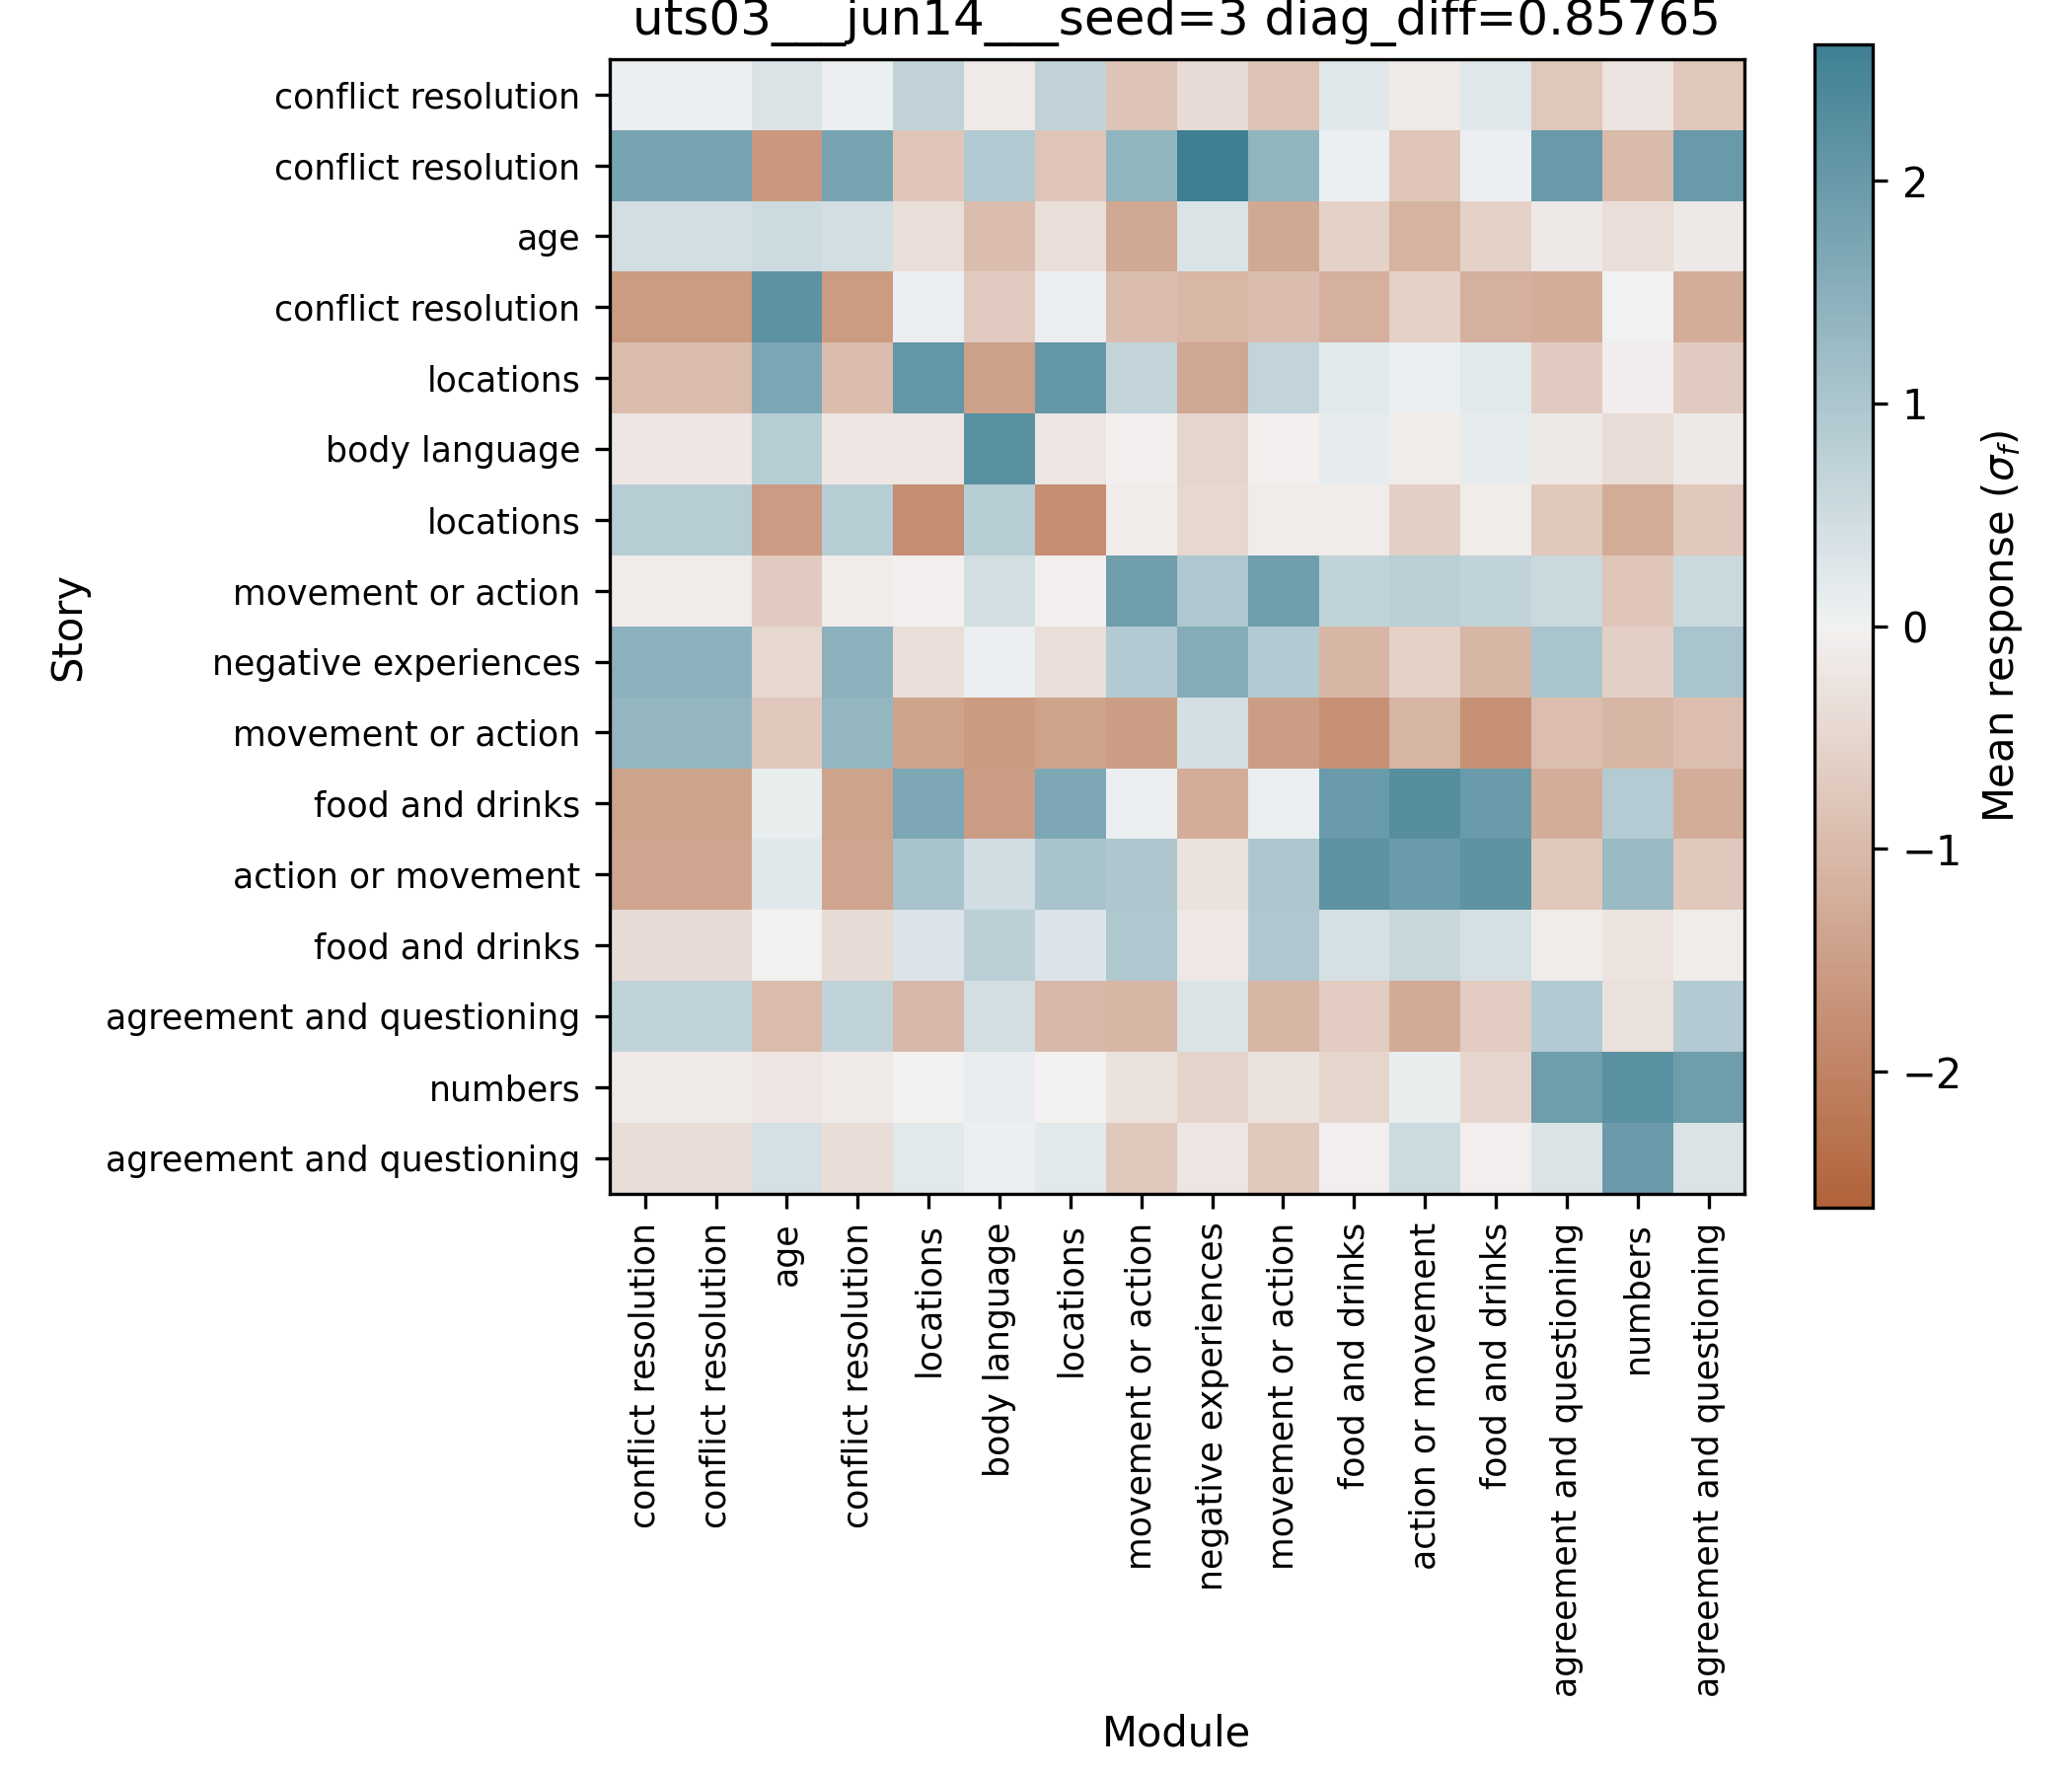 uts03___jun14___seed=3 diag_diff=0.85765
conflict resolution
conflict resolution
age
conflict resolution
locations
body language
locations
movement or action
negative experiences
movement or action
food and drinks
action or movement
food and drinks
agreement and questioning
numbers
agreement and questioning
Story
conflict resolution
conflict resolution
age
conflict resolution
locations
body language
locations
movement or action
negative experiences
movement or action
food and drinks
action or movement
food and drinks
agreement and questioning
numbers
agreement and questioning
Module
2
1
0
−1
−2
Mean response (σf)